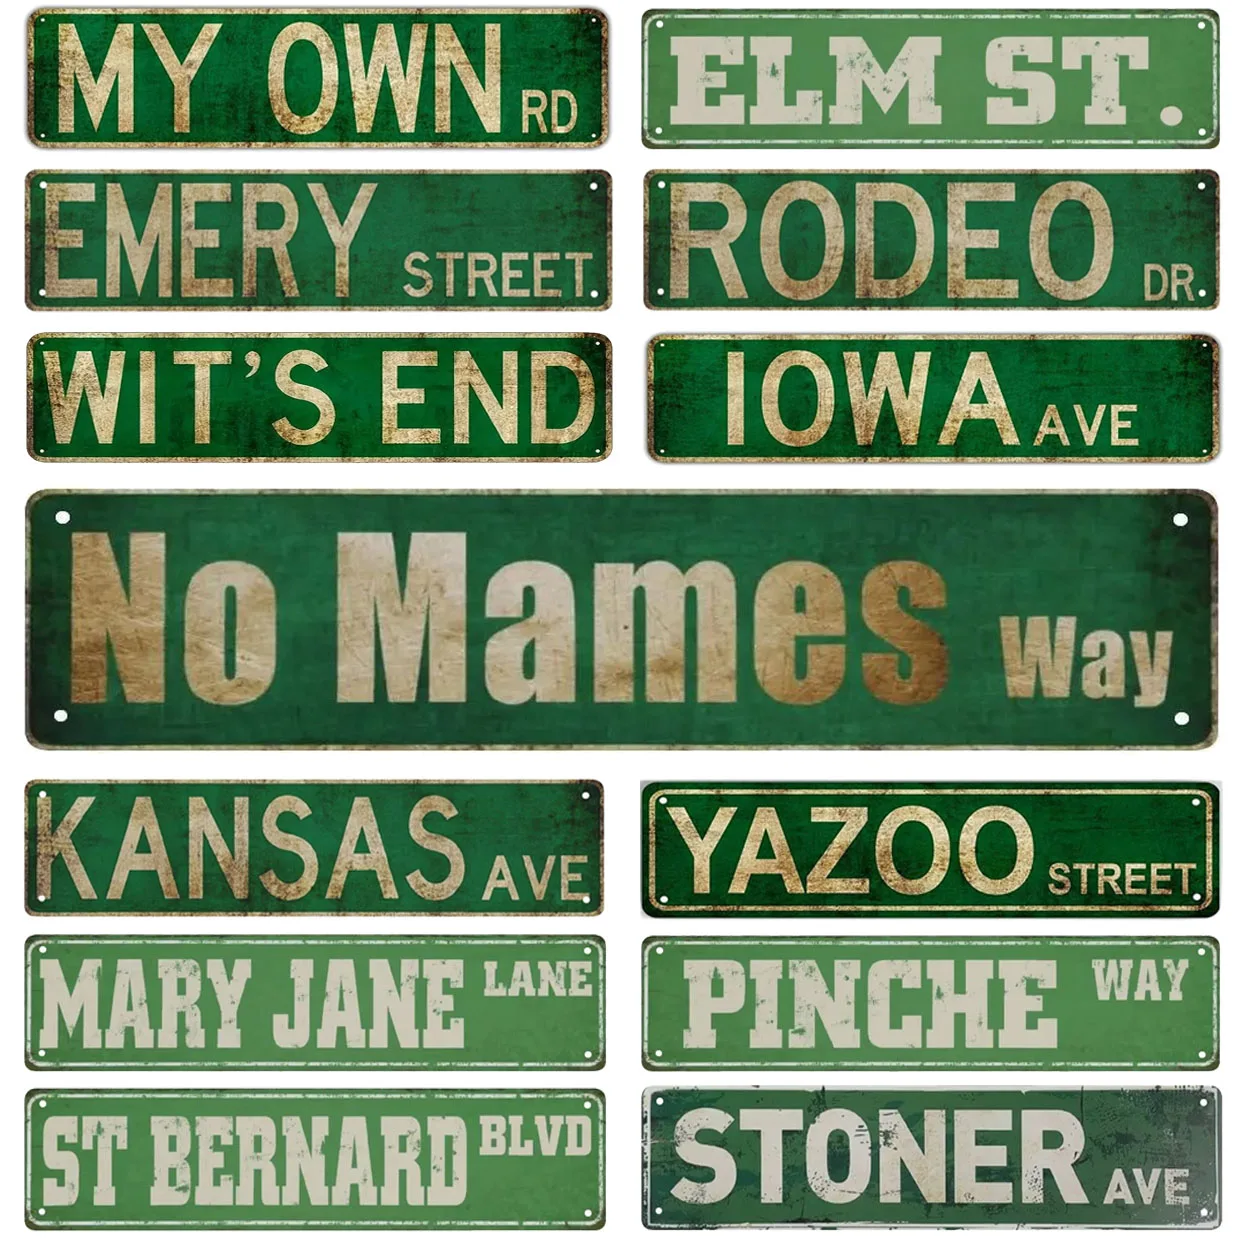 MY OWN RD
ELM ST.
EMERY STREET
RODEO DR.
WIT'S END
IOWA AVE
No Mames Way
KANSAS AVE
YAZOO STREET
MARY JANE LANE
PINCHE WAY
ST BERNARD BLVD
STONER AVE